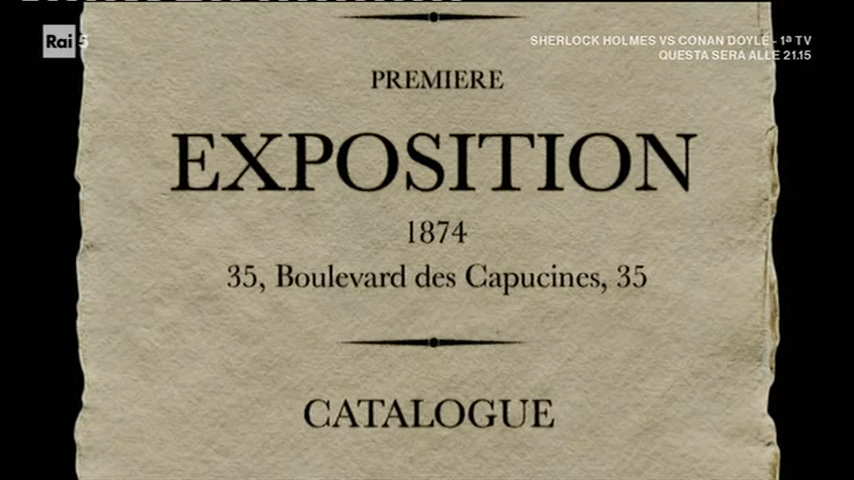 Rai 5
SHERLOCK HOLMES VS CONAN DOYLE - 1ª TV
QUESTA SERA ALLE 21.15
PREMIERE
EXPOSITION
1874
35, Boulevard des Capucines, 35
CATALOGUE